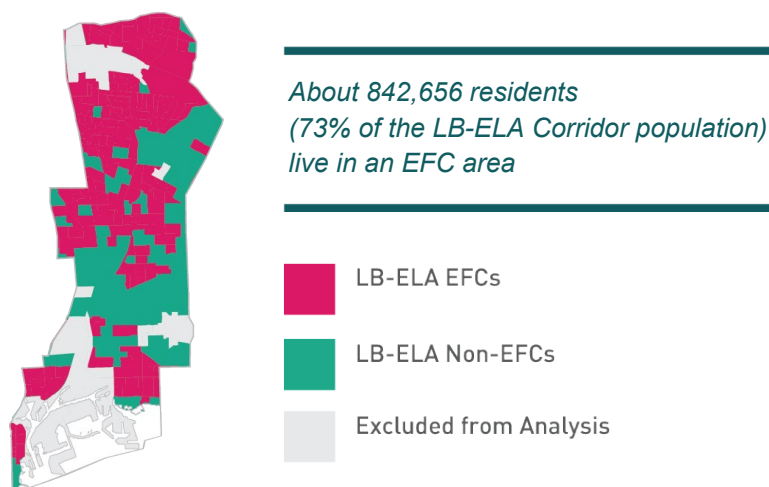 About 842,656 residents
(73% of the LB-ELA Corridor population)
live in an EFC area
LB-ELA EFCs
LB-ELA Non-EFCs
Excluded from Analysis